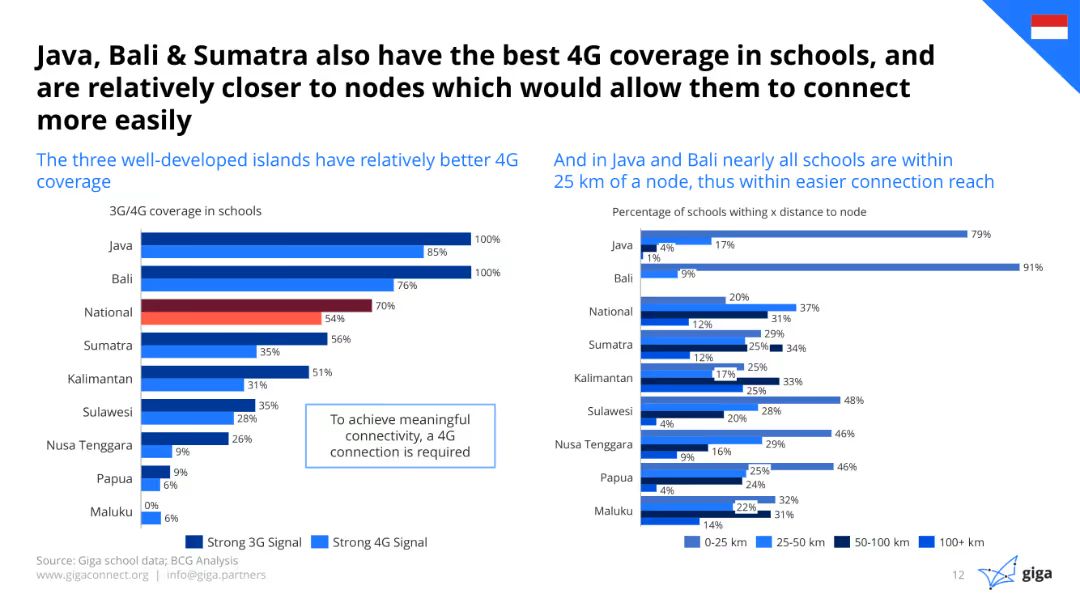 Java, Bali & Sumatra also have the best 4G coverage in schools, and
are relatively closer to nodes which would allow them to connect
more easily
The three well-developed islands have relatively better 4G
coverage
3G/4G coverage in schools
Java
100%
85%
Bali
100%
76%
National
70%
54%
Sumatra
56%
35%
Kalimantan
51%
31%
Sulawesi
35%
28%
Nusa Tenggara
26%
9%
Papua
9%
6%
Maluku
0%
6%
To achieve meaningful
connectivity, a 4G
connection is required
Strong 3G Signal
Strong 4G Signal
And in Java and Bali nearly all schools are within
25 km of a node, thus within easier connection reach
Percentage of schools withing x distance to node
Java
79%
17%
4%
1%
Bali
91%
9%
National
20%
37%
31%
12%
Sumatra
29%
25%
34%
12%
Kalimantan
25%
17%
33%
25%
Sulawesi
48%
28%
20%
4%
Nusa Tenggara
46%
29%
16%
9%
Papua
46%
25%
24%
4%
Maluku
32%
22%
31%
14%
0-25 km
25-50 km
50-100 km
100+ km
Source: Giga school data; BCG Analysis
www.gigaconnect.org | info@giga.partners
12
giga